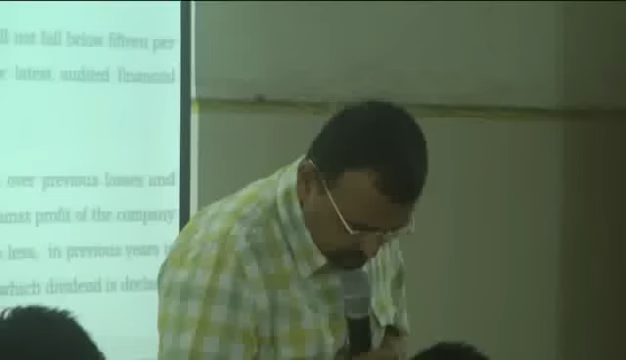 ll not fall below fifteen per
latest audited financial
over previous losses and
profit of the company
less, in previous years
which dividend is